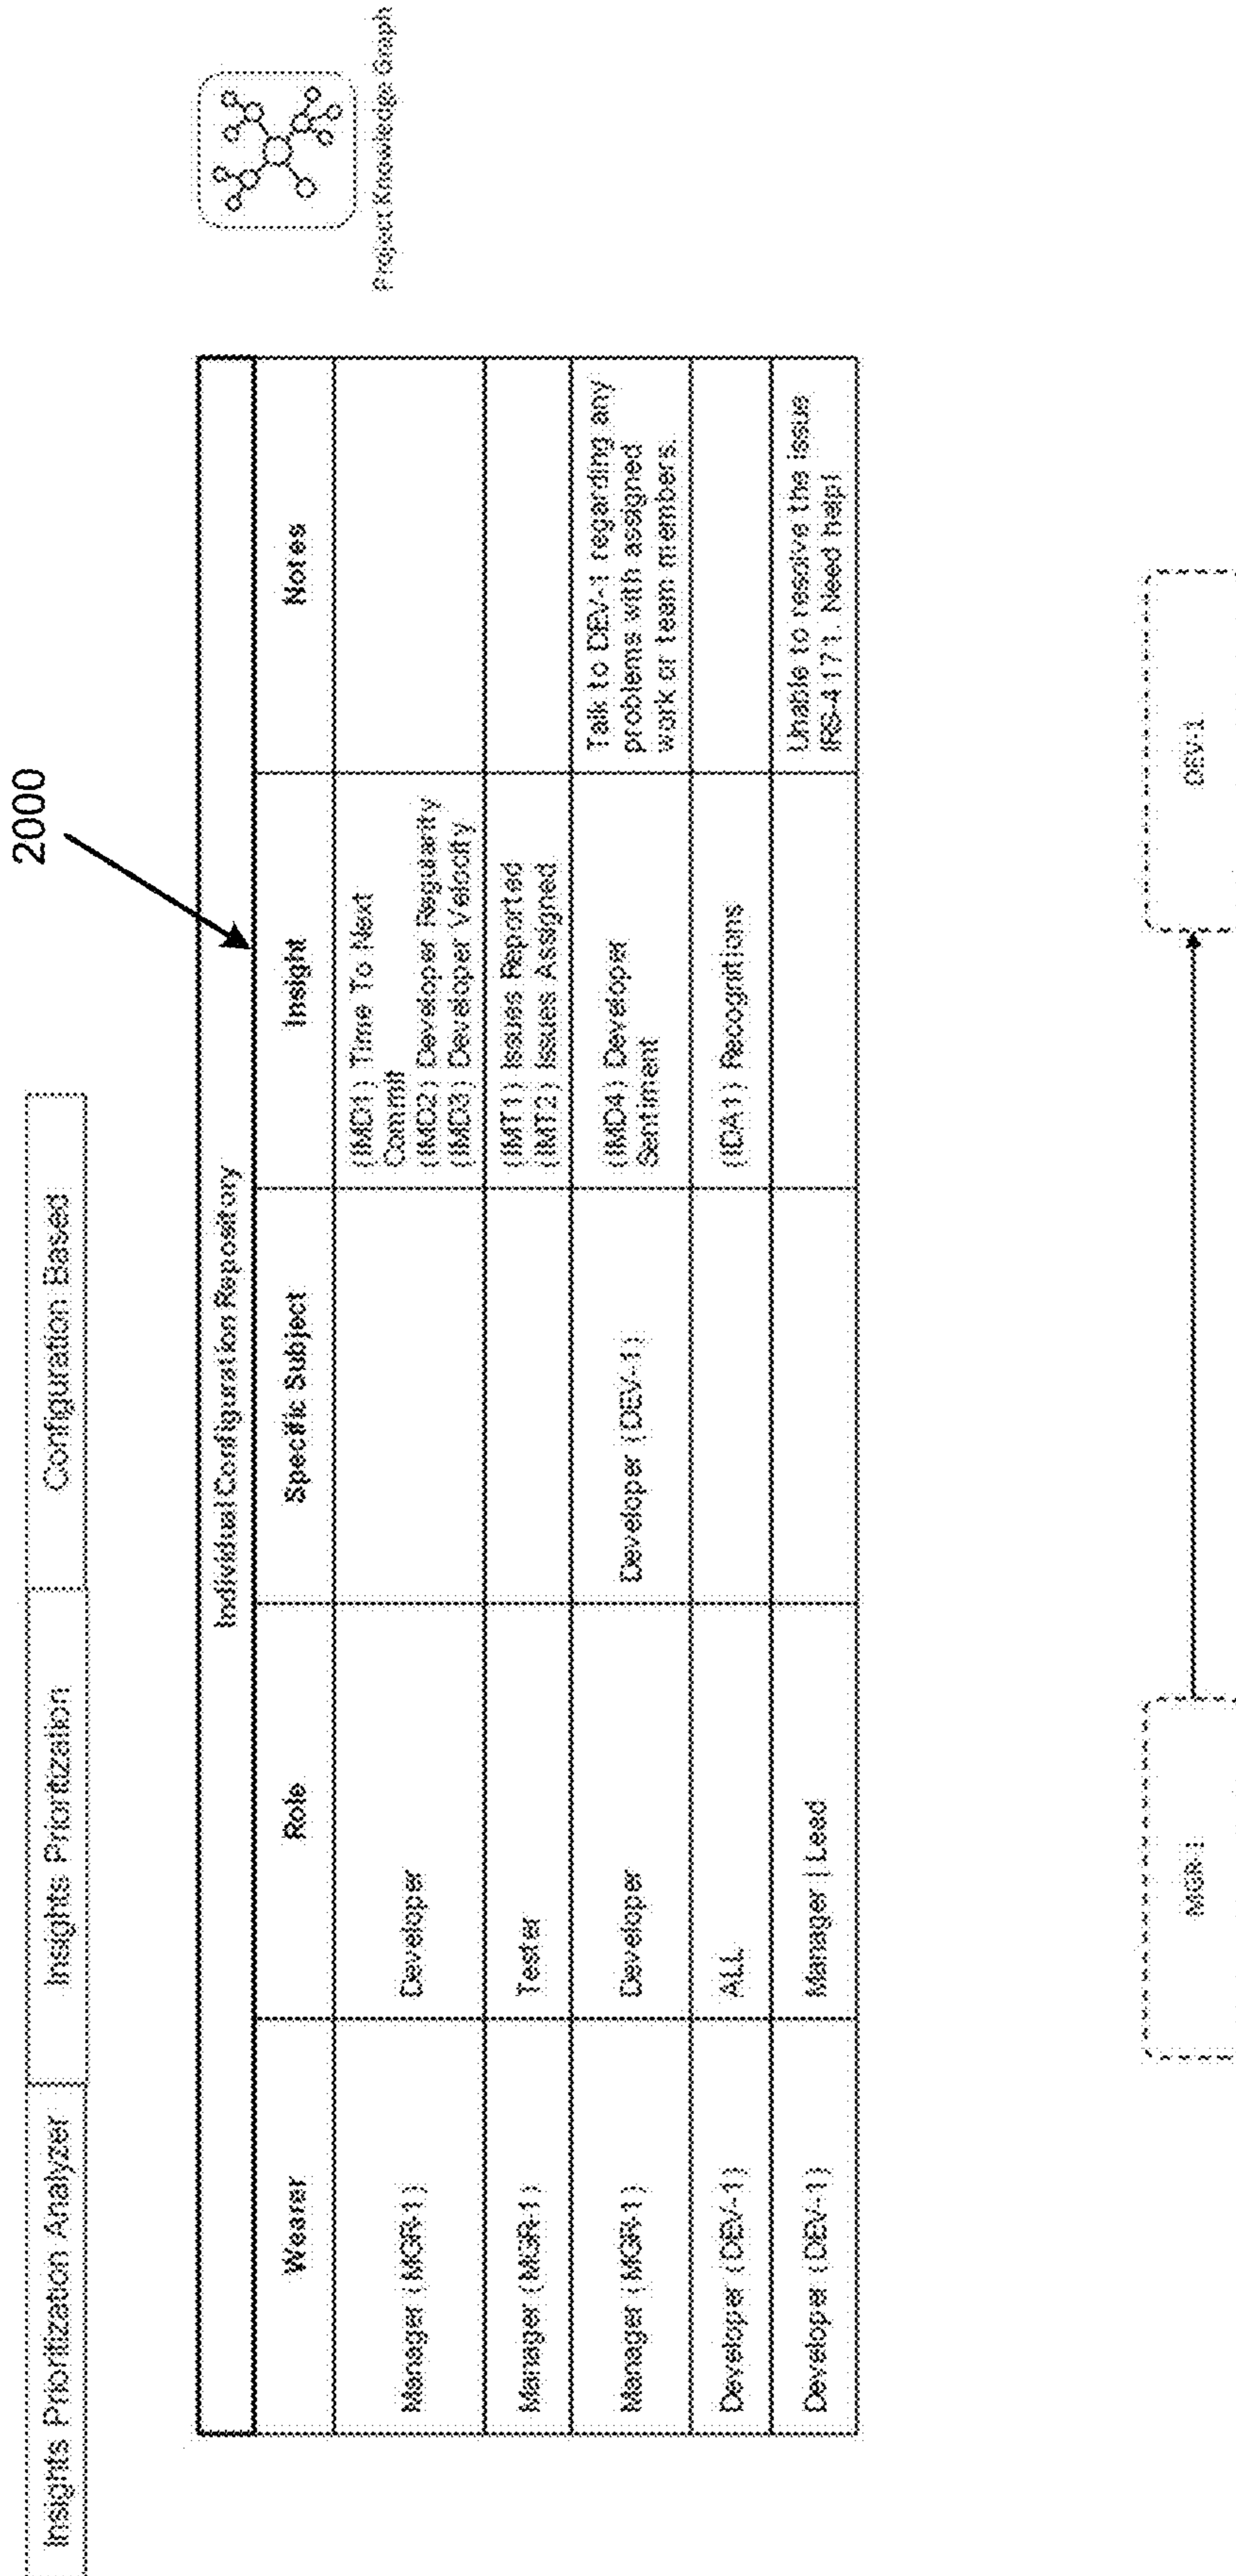 2000
Insights Prioritization Analyzer
Insights Prioritization
Configuration Based
Individual Configuration Repository
Wearer
Role
Specific Subject
Insight
Notes
Manager (MGR-1)
Developer
(IMD1) Time To Next
Commit
(IMD2) Developer Regularity
(IMD3) Developer Velocity
Manager (MGR-1)
Tester
(IMT1) Issues Reported
(IMT2) Issues Assigned
Manager (MGR-1)
Developer
Developer (DEV-1)
(IMD4) Developer
Sentiment
Talk to DEV-1 regarding any
problems with assigned
work or team members.
Developer (DEV-1)
ALL
(IDA1) Recognitions
Developer (DEV-1)
Manager | Lead
Unable to resolve the issue
IRS-4171. Need help!
Project Knowledge Graph
MGR-1
DEV-1